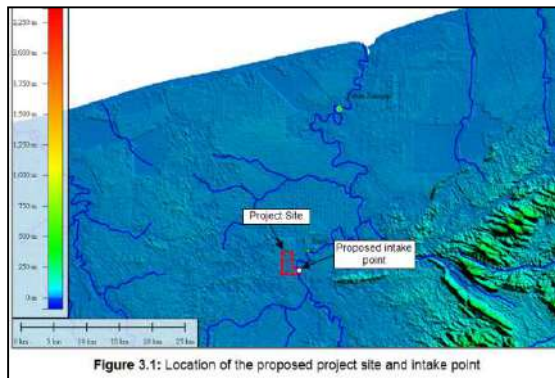 2,250 m
2,000 m
1,750 m
1,500 m
1,250 m
1,000 m
750 m
500 m
250 m
0 m
Project Site
Proposed intake
point
0 km 5 km 10 km 15 km 20 km 25 km
Figure 3.1: Location of the proposed project site and intake point